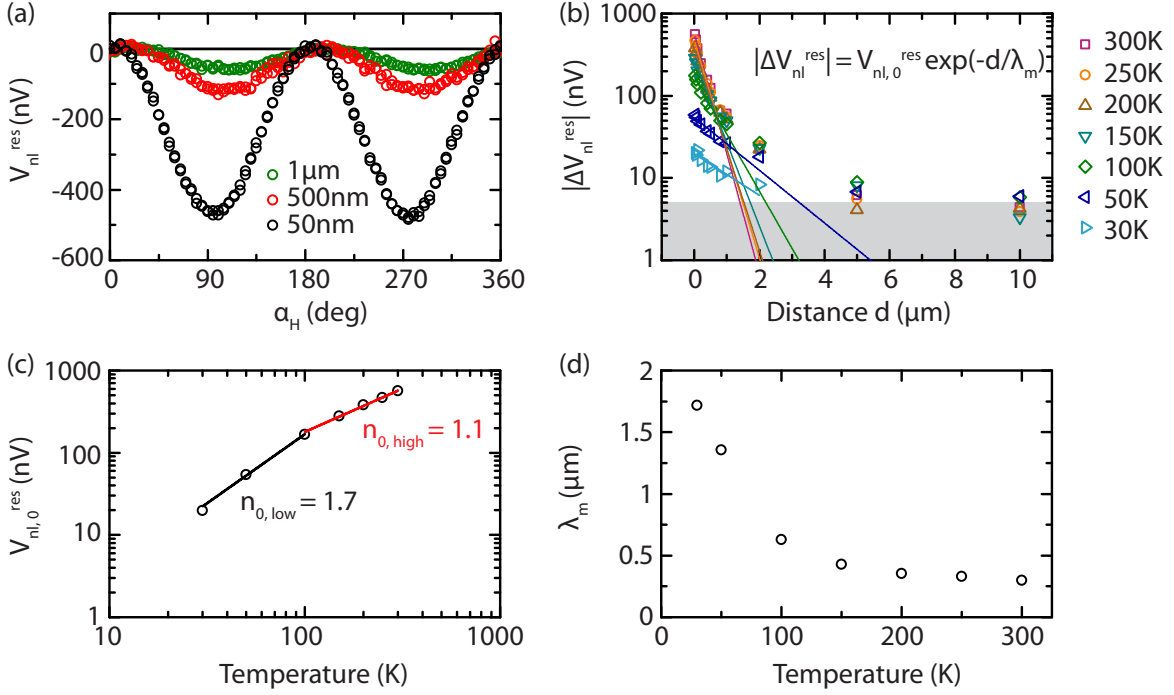 (a)
0
-200
-400
-600
V_nl^res (nV)
1µm
500nm
50nm
0 90 180 270 360
α_H (deg)
(b)
1000
100
10
1
|ΔV_nl^res| (nV)
|ΔV_nl^res| = V_nl,0^res exp(-d/λ_m)
0 2 4 6 8 10
Distance d (µm)
300K
250K
200K
150K
100K
50K
30K
(c)
1000
100
10
1
V_nl,0^res (nV)
n_0,high = 1.1
n_0,low = 1.7
10 100 1000
Temperature (K)
(d)
2
1.5
1
0.5
0
λ_m (µm)
0 50 100 150 200 250 300
Temperature (K)